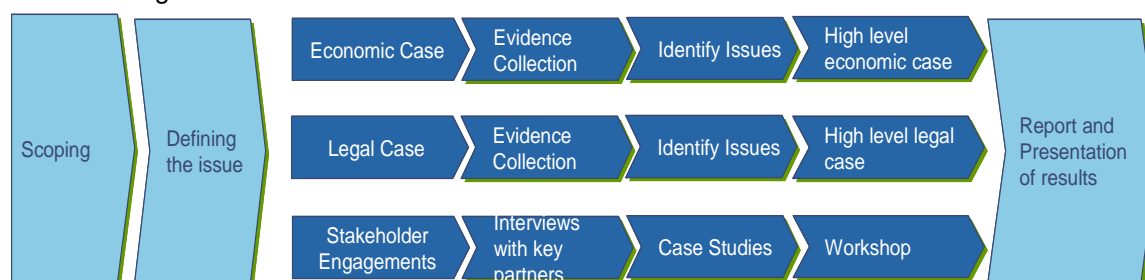 Scoping
Defining
the issue
Economic Case
Evidence
Collection
Identify Issues
High level
economic case
Legal Case
Evidence
Collection
Identify Issues
High level legal
case
Stakeholder
Engagements
Interviews
with key
partners
Case Studies
Workshop
Report and
Presentation
of results